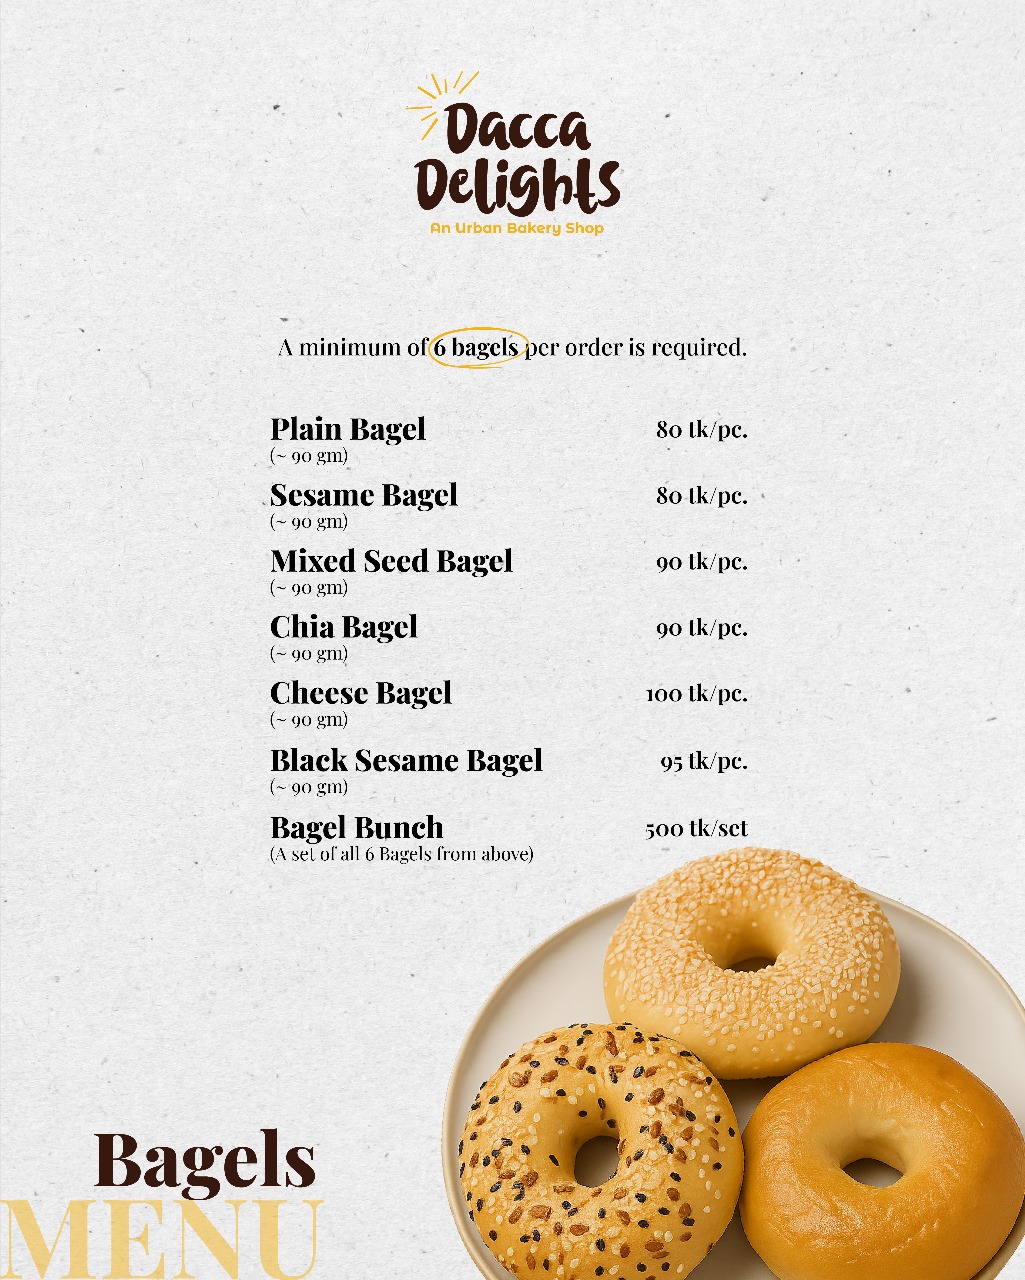 Dacca
Delights
An Urban Bakery Shop
A minimum of 6 bagels per order is required.
Plain Bagel 80 tk/pc.
(~ 90 gm)
Sesame Bagel 80 tk/pc.
(~ 90 gm)
Mixed Seed Bagel 90 tk/pc.
(~ 90 gm)
Chia Bagel 90 tk/pc.
(~ 90 gm)
Cheese Bagel 100 tk/pc.
(~ 90 gm)
Black Sesame Bagel 95 tk/pc.
(~ 90 gm)
Bagel Bunch 500 tk/set
(A set of all 6 Bagels from above)
Bagels
MENU